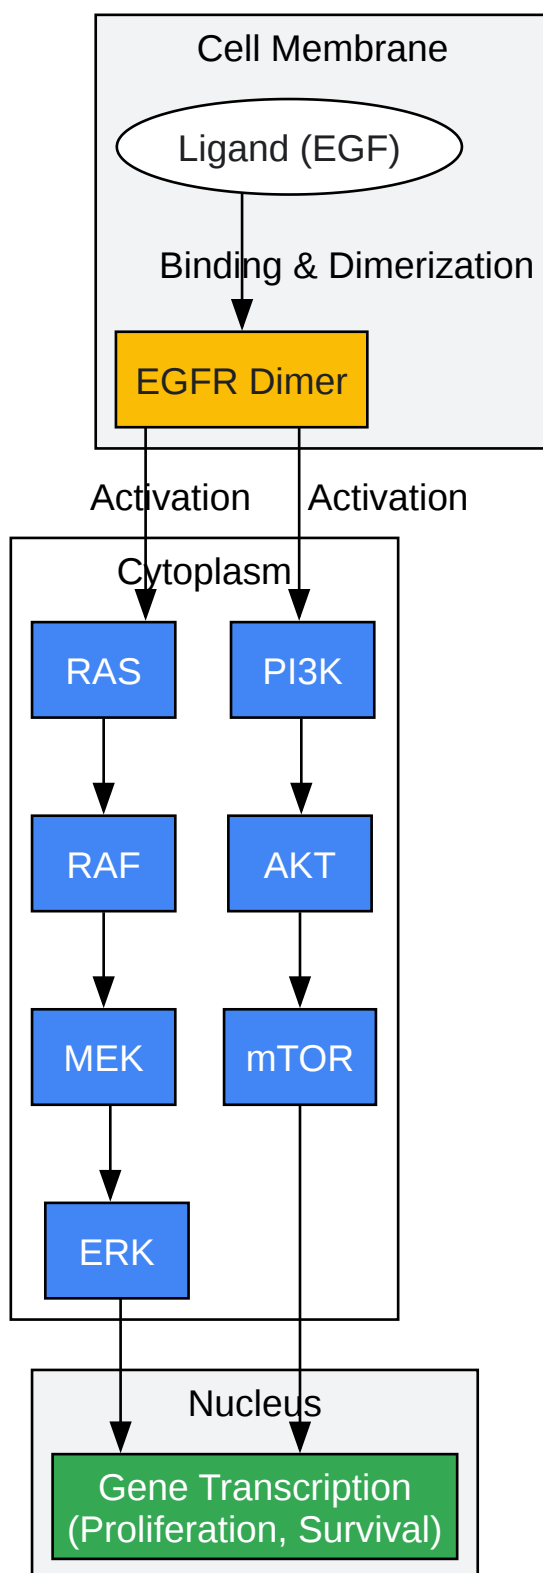 Cell Membrane
Ligand (EGF)
Binding & Dimerization
EGFR Dimer
Activation
Activation
Cytoplasm
RAS
PI3K
RAF
AKT
MEK
mTOR
ERK
Nucleus
Gene Transcription
(Proliferation, Survival)